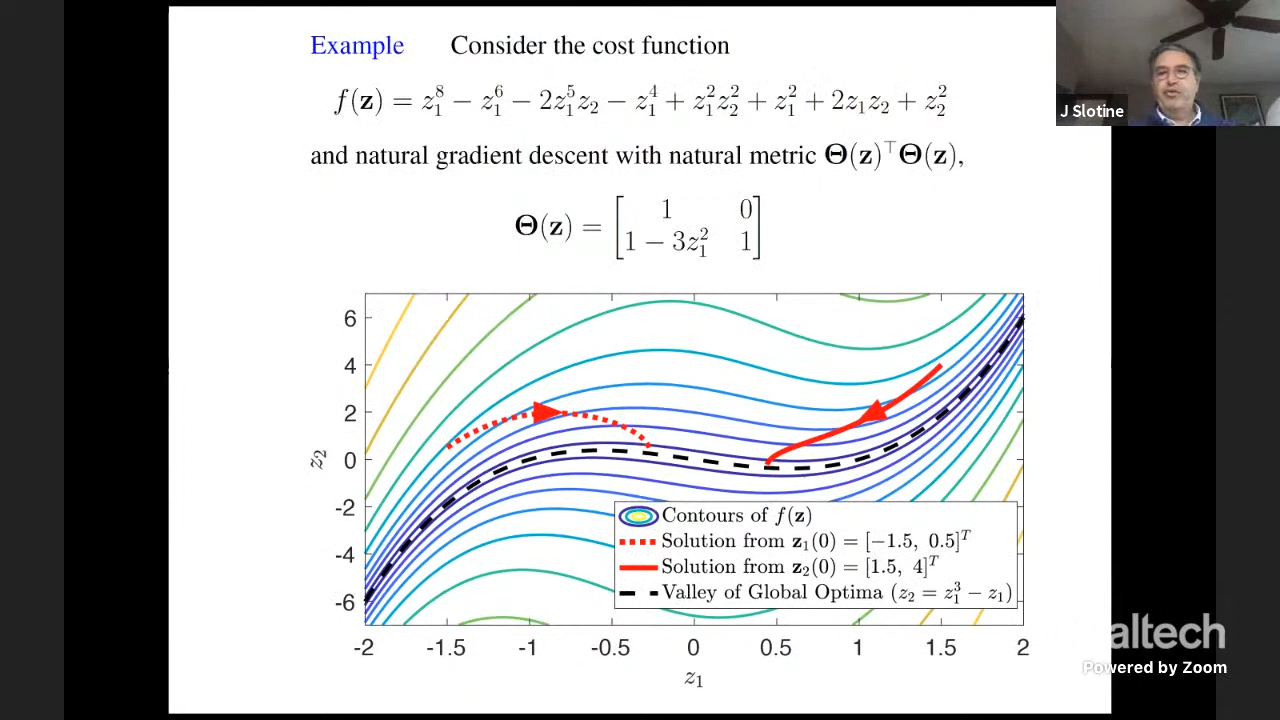 Example Consider the cost function
f(z) = z₁⁸ − z₁⁶ − 2z₁⁵z₂ − z₁⁴ + z₁²z₂² + z₁² + 2z₁z₂ + z₂²
and natural gradient descent with natural metric Θ(z)ᵀΘ(z),
Θ(z) = [1 0
1 − 3z₁² 1]
J Slotine
6
4
2
0
-2
-4
-6
z₂
Contours of f(z)
Solution from z₁(0) = [−1.5, 0.5]ᵀ
Solution from z₂(0) = [1.5, 4]ᵀ
Valley of Global Optima (z₂ = z₁³ − z₁)
-2 -1.5 -1 -0.5 0 0.5 1 1.5 2
z₁
altech
Powered by Zoom